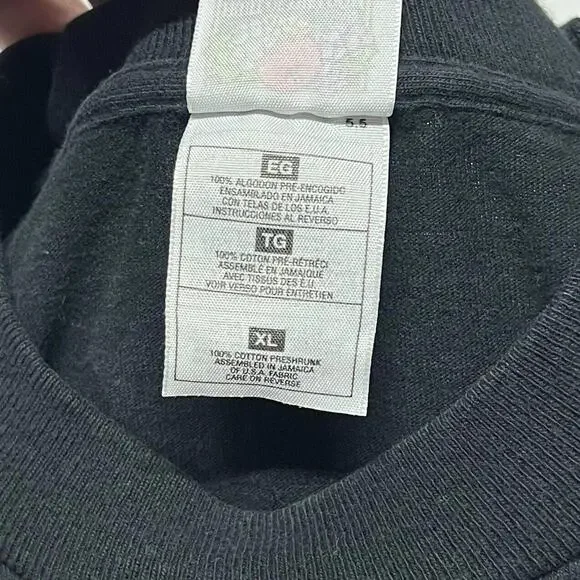 5.5
EG
100% ALGODON PRE-ENCOGIDO
ENSAMBLADO EN JAMAICA
CON TELAS DE LOS E.U.A.
INSTRUCCIONES AL REVERSO
TG
100% COTON PRÉ-RÉTRÉCI
ASSEMBLÉ EN JAMAIQUE
AVEC TISSUS DES É.U.
VOIR VERSO POUR ENTRETIEN
XL
100% COTTON PRESHRUNK
ASSEMBLED IN JAMAICA
OF U.S.A. FABRIC
CARE ON REVERSE